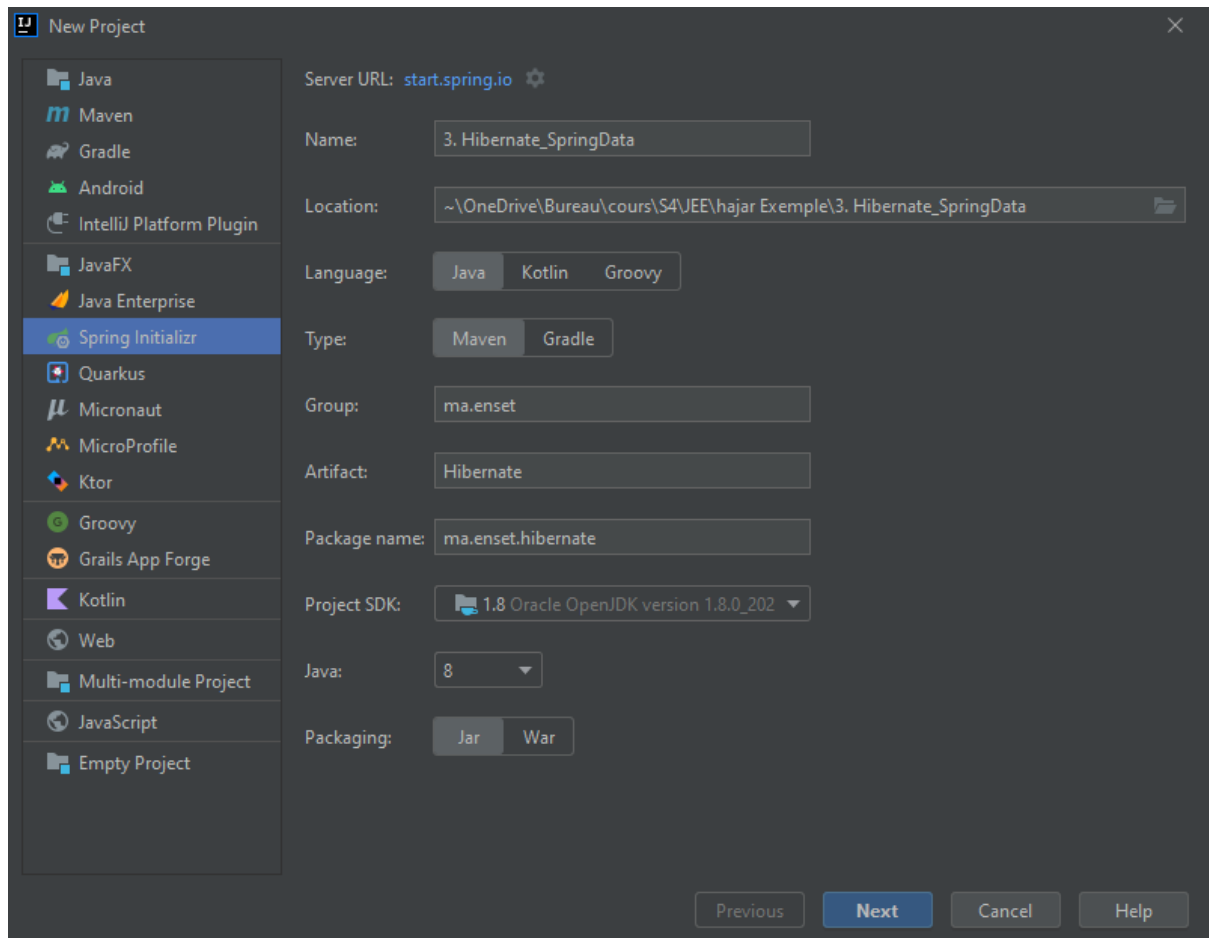 New Project
Java
Maven
Gradle
Android
IntelliJ Platform Plugin
JavaFX
Java Enterprise
Spring Initializr
Quarkus
Micronaut
MicroProfile
Ktor
Groovy
Grails App Forge
Kotlin
Web
Multi-module Project
JavaScript
Empty Project
Server URL: start.spring.io
Name: 3. Hibernate_SpringData
Location: ~\OneDrive\Bureau\cours\S4\JEE\hajar Exemple\3. Hibernate_SpringData
Language: Java Kotlin Groovy
Type: Maven Gradle
Group: ma.enset
Artifact: Hibernate
Package name: ma.enset.hibernate
Project SDK: 1.8 Oracle OpenJDK version 1.8.0_202
Java: 8
Packaging: Jar War
Previous Next Cancel Help